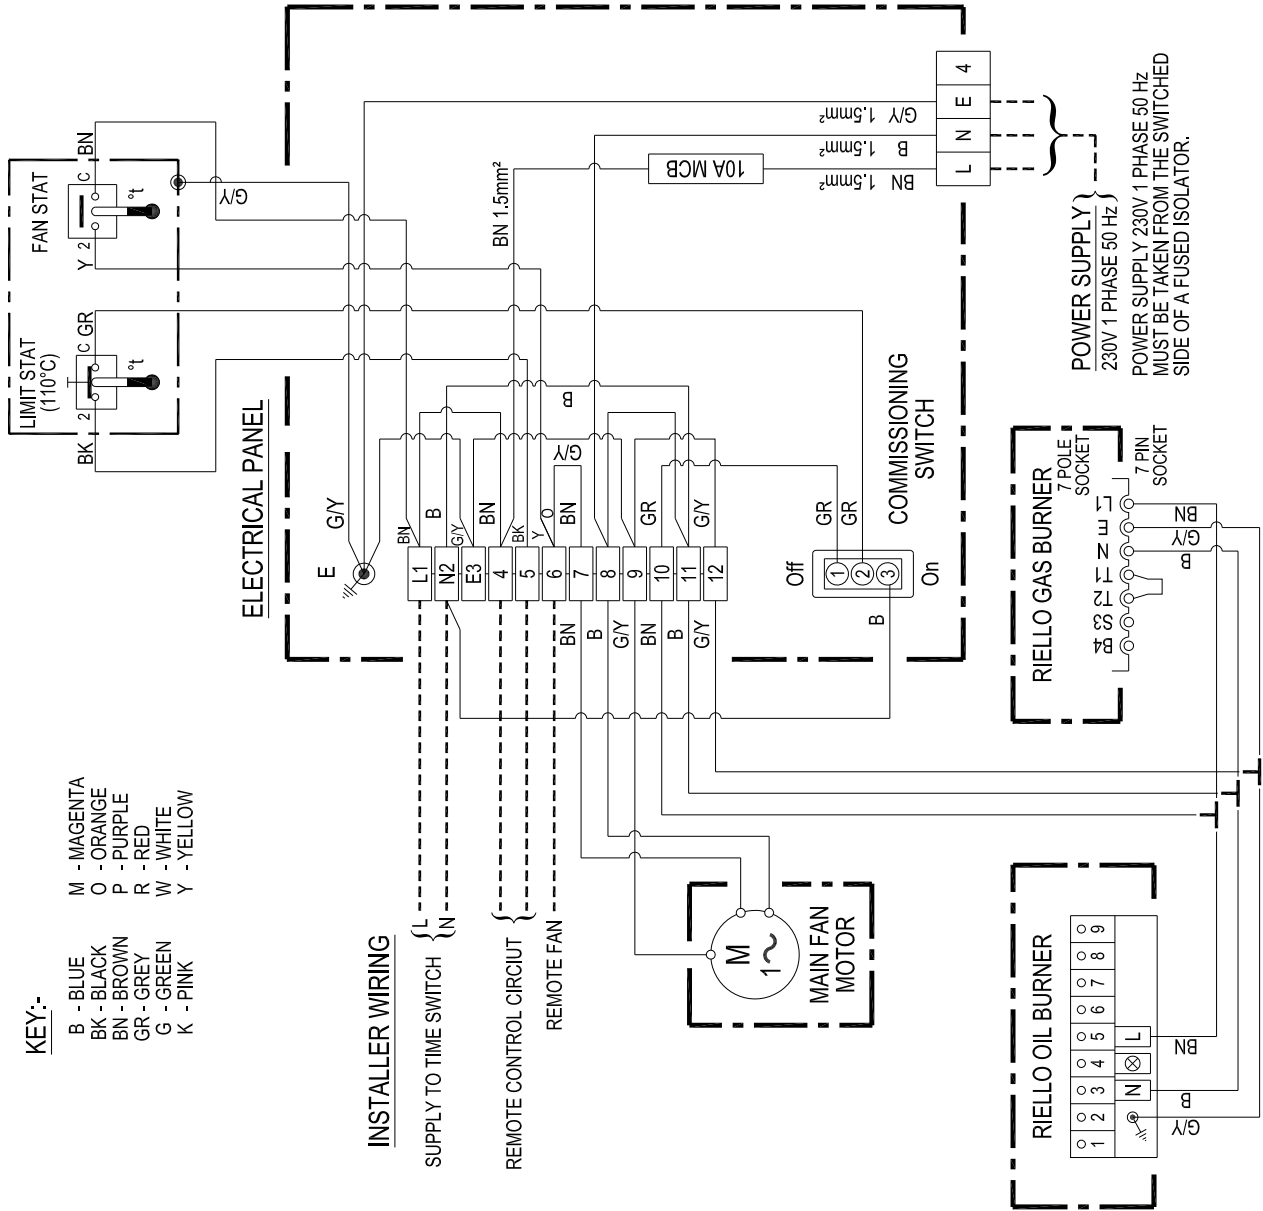 KEY:-
B - BLUE
BK - BLACK
BN - BROWN
GR - GREY
G - GREEN
K - PINK
M - MAGENTA
O - ORANGE
P - PURPLE
R - RED
W - WHITE
Y - YELLOW
LIMIT STAT
(110°C)
FAN STAT
BK
2
C
GR
°t
Y
2
C
BN
°t
G/Y
ELECTRICAL PANEL
E
G/Y
BN
B
G/Y
BN
BK
Y
O
BN
GR
G/Y
B
G/Y
BN 1.5mm²
10A MCB
G/Y 1.5mm²
B 1.5mm²
BN 1.5mm²
L
N
E
4
L1
N2
E3
4
5
6
7
8
9
10
11
12
BN
B
G/Y
BN
B
G/Y
GR
GR
Off
1
2
3
On
B
COMMISSIONING
SWITCH
POWER SUPPLY
230V 1 PHASE 50 Hz
POWER SUPPLY 230V 1 PHASE 50 Hz
MUST BE TAKEN FROM THE SWITCHED
SIDE OF A FUSED ISOLATOR.
INSTALLER WIRING
SUPPLY TO TIME SWITCH
L
N
REMOTE CONTROL CIRCIUT
REMOTE FAN
M
1~
MAIN FAN
MOTOR
RIELLO GAS BURNER
7 POLE
SOCKET
7 PIN
SOCKET
B4
S3
T2
T1
N
E
L1
BN
G/Y
B
RIELLO OIL BURNER
1
2
3
4
5
6
7
8
9
N
L
G/Y
B
BN